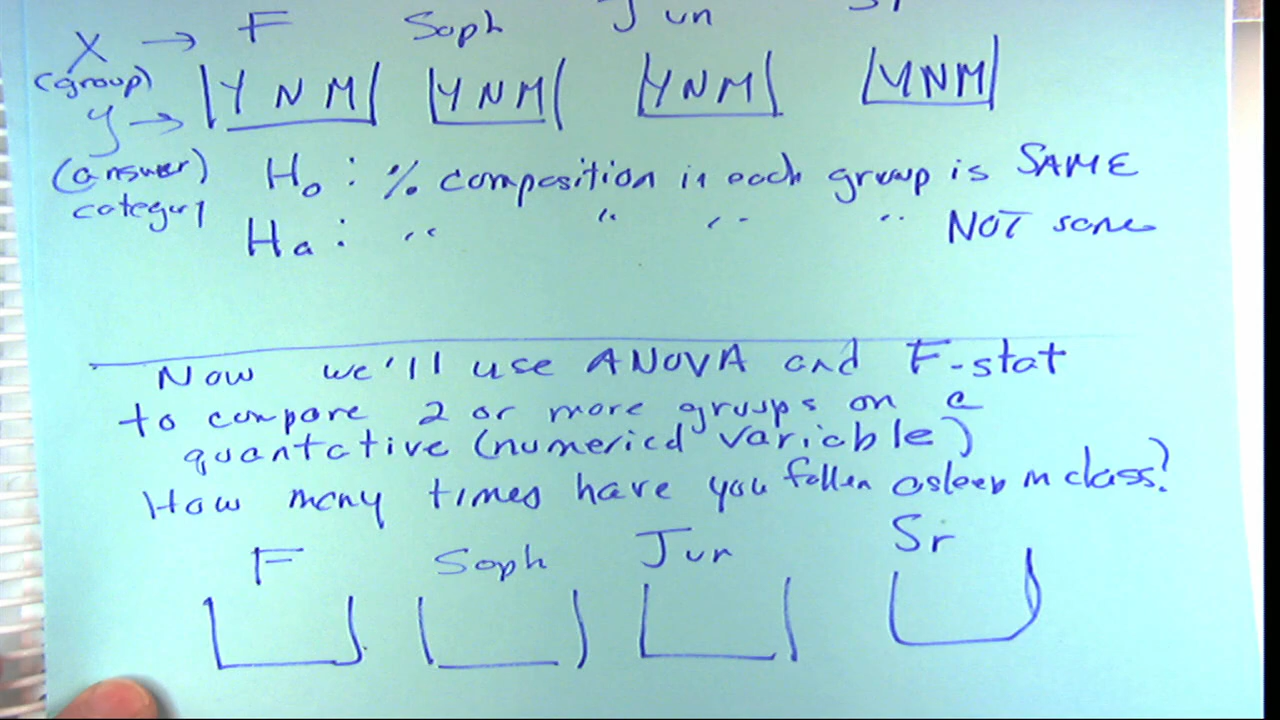 X → F Soph Jun
(group) |Y N M| |Y N M| |Y N M| |Y N M|
y →
(answer) H₀ : % composition in each group is SAME
category Ha : " " " " NOT same
Now we'll use ANOVA and F-stat
to compare 2 or more groups on a
quantative (numericl variable)
How many times have you fallen asleep in class?
F Soph Jun Sr